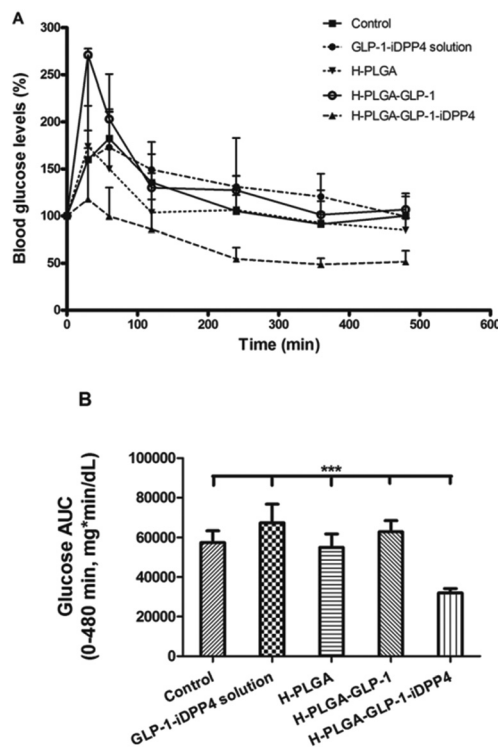 A
Control
GLP-1-iDPP4 solution
H-PLGA
H-PLGA-GLP-1
H-PLGA-GLP-1-iDPP4
Blood glucose levels (%)
300
250
200
150
100
50
0
0 100 200 300 400 500 600
Time (min)
B
Glucose AUC
(0-480 min, mg*min/dL)
100000
80000
60000
40000
20000
0
***
Control
GLP-1-iDPP4 solution
H-PLGA
H-PLGA-GLP-1
H-PLGA-GLP-1-iDPP4